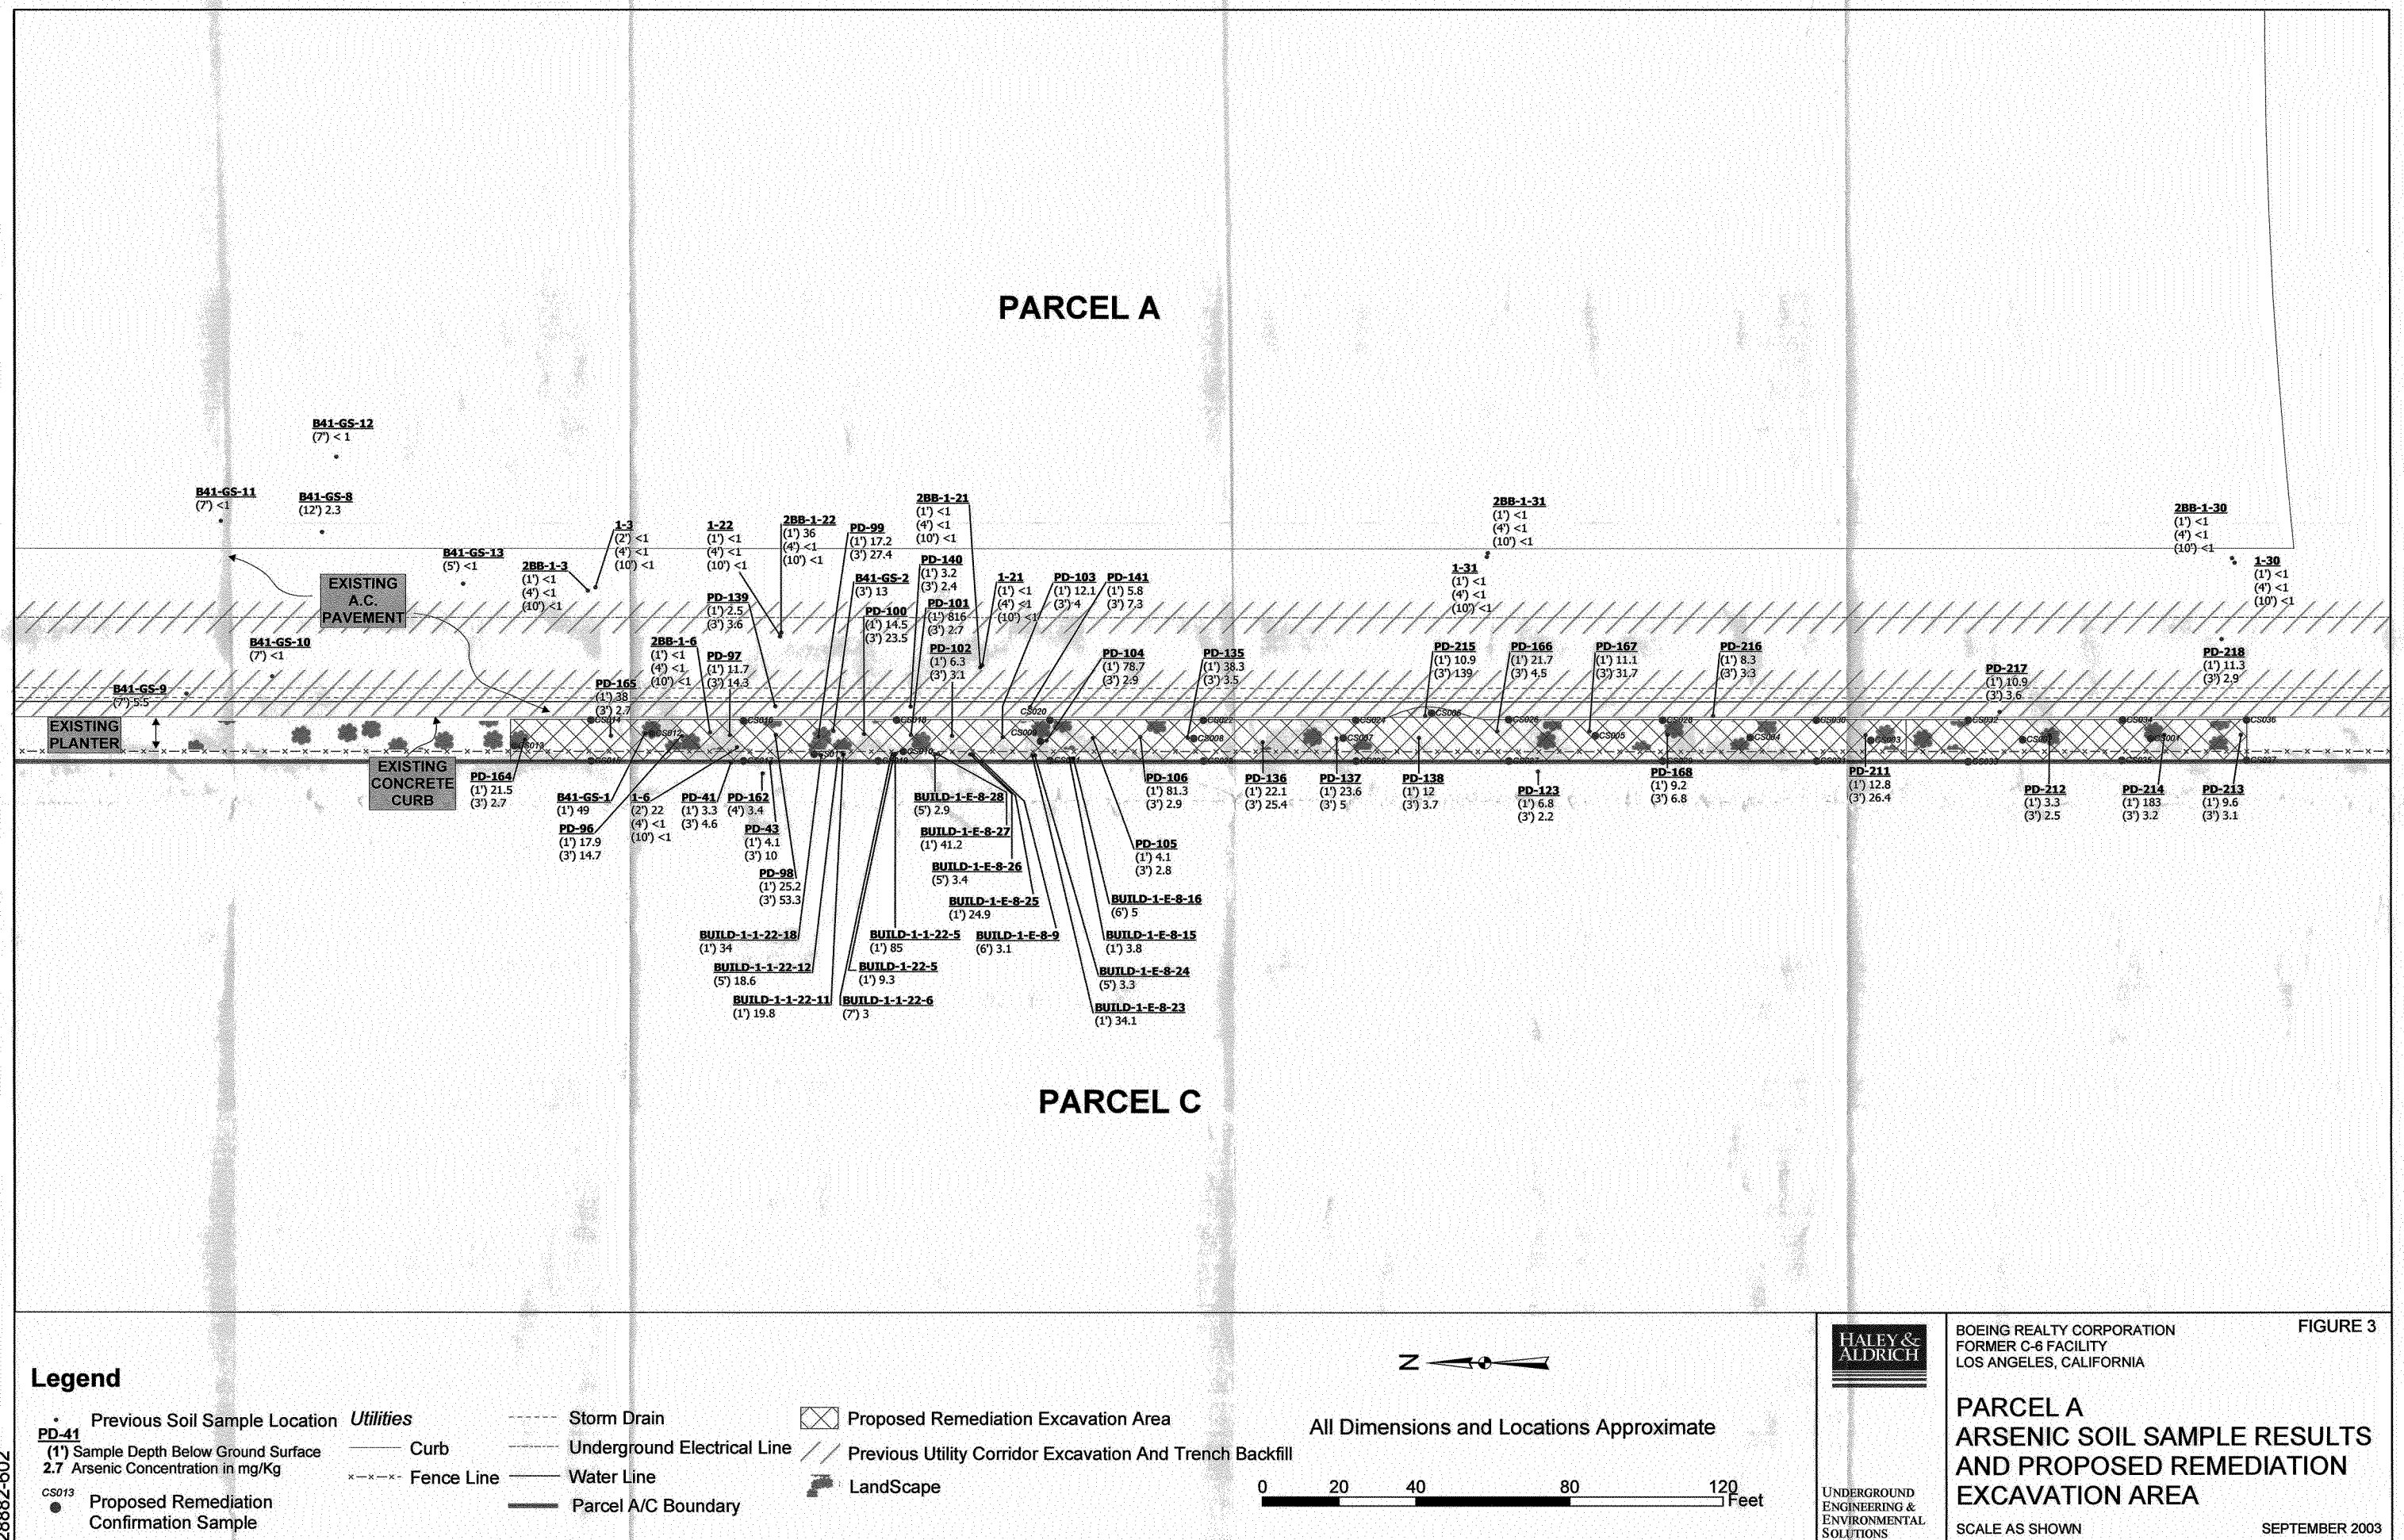 PARCEL A
B41-GS-12
(7') < 1
B41-GS-11
(7') <1
B41-GS-8
(12') 2.3
B41-GS-13
(5') <1
2BB-1-3
(1') <1
(4') <1
(10') <1
1-3
(2') <1
(4') <1
(10') <1
1-22
(1') <1
(4') <1
(10') <1
2BB-1-22
(1') 36
(4') <1
(10') <1
PD-99
(1') 17.2
(3') 27.4
2BB-1-21
(1') <1
(4') <1
(10') <1
2BB-1-31
(1') <1
(4') <1
(10') <1
2BB-1-30
(1') <1
(4') <1
(10') <1
EXISTING
A.C.
PAVEMENT
PD-139
(1') 2.5
(3') 3.6
B41-GS-2
(3') 13
PD-140
(1') 3.2
(3') 2.4
1-21
(1') <1
(4') <1
(10') <1
PD-103
(1') 12.1
(3') 4
PD-141
(1') 5.8
(3') 7.3
1-31
(1') <1
(4') <1
(10') <1
1-30
(1') <1
(4') <1
(10') <1
PD-100
(1') 14.5
(3') 23.5
PD-101
(1') 816
(3') 2.7
B41-GS-10
(7') <1
2BB-1-6
(1') <1
(4') <1
(10') <1
PD-97
(1') 11.7
(3') 14.3
PD-102
(1') 6.3
(3') 3.1
PD-104
(1') 78.7
(3') 2.9
PD-135
(1') 38.3
(3') 3.5
PD-215
(1') 10.9
(3') 139
PD-166
(1') 21.7
(3') 4.5
PD-167
(1') 11.1
(3') 31.7
PD-216
(1') 8.3
(3') 3.3
PD-217
(1') 10.9
(3') 3.6
PD-218
(1') 11.3
(3') 2.9
B41-GS-9
(7') 5.5
PD-165
(1') 38
(3') 2.7
EXISTING
PLANTER
CS014
CS016
CS018
CS020
CS022
CS024
CS006
CS026
CS028
CS030
CS032
CS034
CS036
CS013
CS012
CS010
CS009
CS008
CS007
CS005
CS004
CS003
CS001
CS037
EXISTING
CONCRETE
CURB
PD-164
(1') 21.5
(3') 2.7
B41-GS-1
(1') 49
PD-96
(1') 17.9
(3') 14.7
1-6
(2') 22
(4') <1
(10') <1
PD-41
(1') 3.3
(3') 4.6
PD-162
(4') 3.4
PD-43
(1') 4.1
(3') 10
PD-98
(1') 25.2
(3') 53.3
BUILD-1-E-8-28
(5') 2.9
BUILD-1-E-8-27
(1') 41.2
BUILD-1-E-8-26
(5') 3.4
BUILD-1-E-8-25
(1') 24.9
BUILD-1-E-8-9
(6') 3.1
PD-106
(1') 81.3
(3') 2.9
PD-105
(1') 4.1
(3') 2.8
PD-136
(1') 22.1
(3') 25.4
PD-137
(1') 23.6
(3') 5
PD-138
(1') 12
(3') 3.7
PD-123
(1') 6.8
(3') 2.2
PD-168
(1') 9.2
(3') 6.8
PD-211
(1') 12.8
(3') 26.4
PD-212
(1') 3.3
(3') 2.5
PD-214
(1') 183
(3') 3.2
PD-213
(1') 9.6
(3') 3.1
BUILD-1-E-8-16
(6') 5
BUILD-1-E-8-15
(1') 3.8
BUILD-1-E-8-24
(5') 3.3
BUILD-1-E-8-23
(1') 34.1
BUILD-1-1-22-18
(1') 34
BUILD-1-1-22-12
(5') 18.6
BUILD-1-1-22-11
(1') 19.8
BUILD-1-1-22-5
(1') 85
BUILD-1-22-5
(1') 9.3
BUILD-1-1-22-6
(7') 3
PARCEL C
28882-602
Legend
Previous Soil Sample Location
PD-41
(1') Sample Depth Below Ground Surface
2.7 Arsenic Concentration in mg/Kg
CS013
Proposed Remediation
Confirmation Sample
Utilities
Curb
Fence Line
Storm Drain
Underground Electrical Line
Water Line
Parcel A/C Boundary
Proposed Remediation Excavation Area
Previous Utility Corridor Excavation And Trench Backfill
LandScape
N
All Dimensions and Locations Approximate
0 20 40 80 120
Feet
HALEY &
ALDRICH
UNDERGROUND
ENGINEERING &
ENVIRONMENTAL
SOLUTIONS
BOEING REALTY CORPORATION
FORMER C-6 FACILITY
LOS ANGELES, CALIFORNIA
FIGURE 3
PARCEL A
ARSENIC SOIL SAMPLE RESULTS
AND PROPOSED REMEDIATION
EXCAVATION AREA
SCALE AS SHOWN
SEPTEMBER 2003